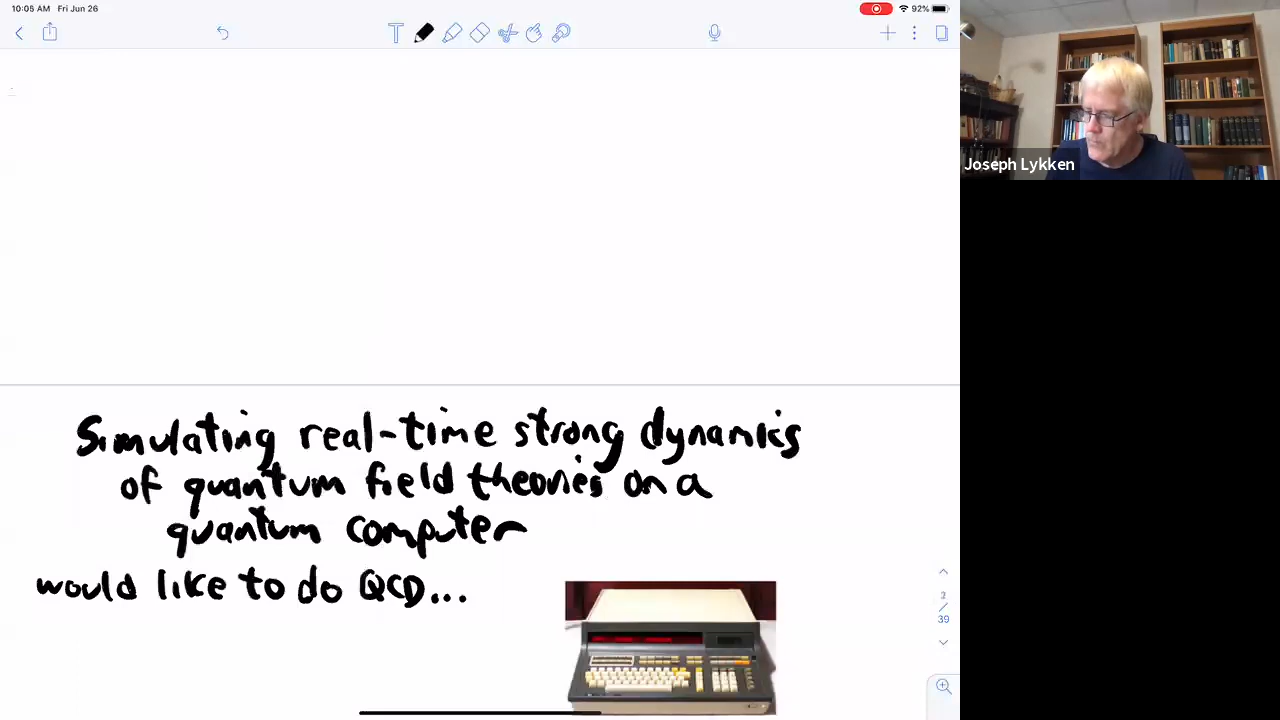 10:05 AM Fri Jun 26
92%
T
Joseph Lykken
Simulating real-time strong dynamics
of quantum field theories on a
quantum computer
would like to do QCD...
2
/
39